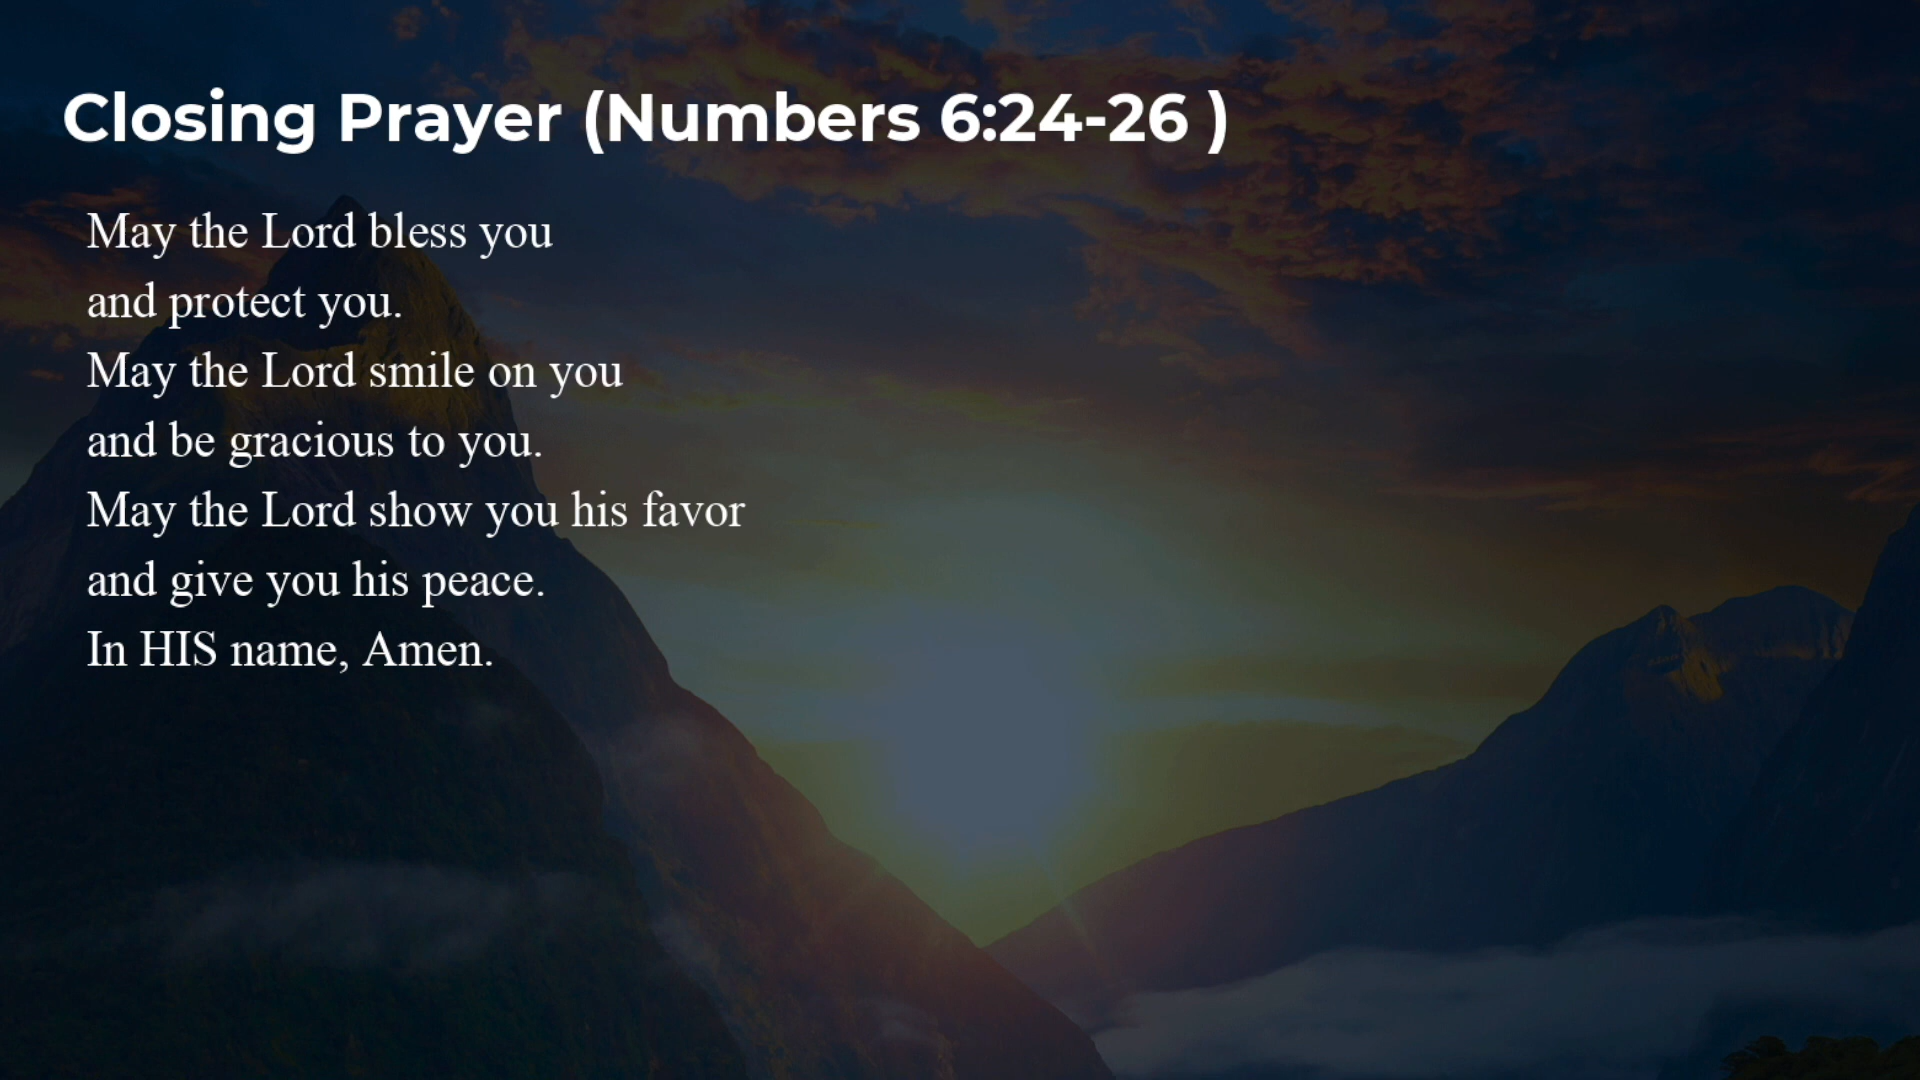 Closing Prayer (Numbers 6:24-26 )
May the Lord bless you
and protect you.
May the Lord smile on you
and be gracious to you.
May the Lord show you his favor
and give you his peace.
In HIS name, Amen.